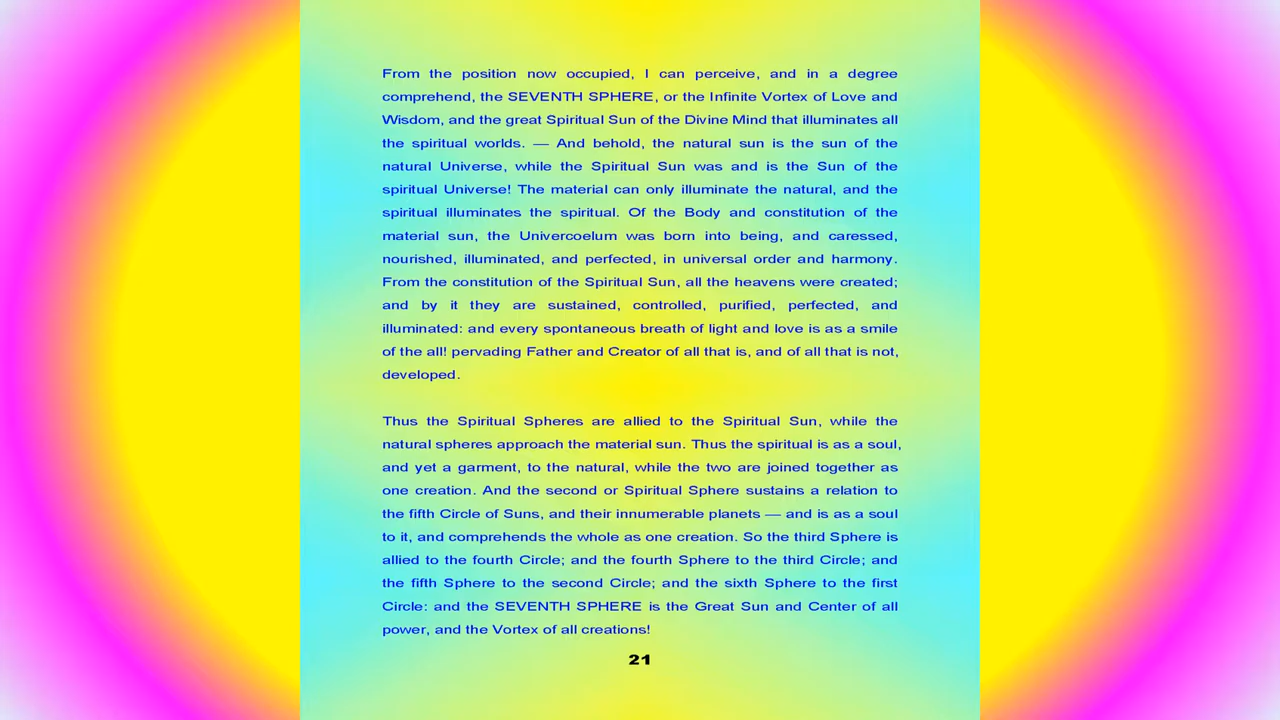 From the position now occupied, I can perceive, and in a degree
comprehend, the SEVENTH SPHERE, or the Infinite Vortex of Love and
Wisdom, and the great Spiritual Sun of the Divine Mind that illuminates all
the spiritual worlds. — And behold, the natural sun is the sun of the
natural Universe, while the Spiritual Sun was and is the Sun of the
spiritual Universe! The material can only illuminate the natural, and the
spiritual illuminates the spiritual. Of the Body and constitution of the
material sun, the Univercoelum was born into being, and caressed,
nourished, illuminated, and perfected, in universal order and harmony.
From the constitution of the Spiritual Sun, all the heavens were created;
and by it they are sustained, controlled, purified, perfected, and
illuminated: and every spontaneous breath of light and love is as a smile
of the all! pervading Father and Creator of all that is, and of all that is not,
developed.
Thus the Spiritual Spheres are allied to the Spiritual Sun, while the
natural spheres approach the material sun. Thus the spiritual is as a soul,
and yet a garment, to the natural, while the two are joined together as
one creation. And the second or Spiritual Sphere sustains a relation to
the fifth Circle of Suns, and their innumerable planets — and is as a soul
to it, and comprehends the whole as one creation. So the third Sphere is
allied to the fourth Circle; and the fourth Sphere to the third Circle; and
the fifth Sphere to the second Circle; and the sixth Sphere to the first
Circle: and the SEVENTH SPHERE is the Great Sun and Center of all
power, and the Vortex of all creations!
21